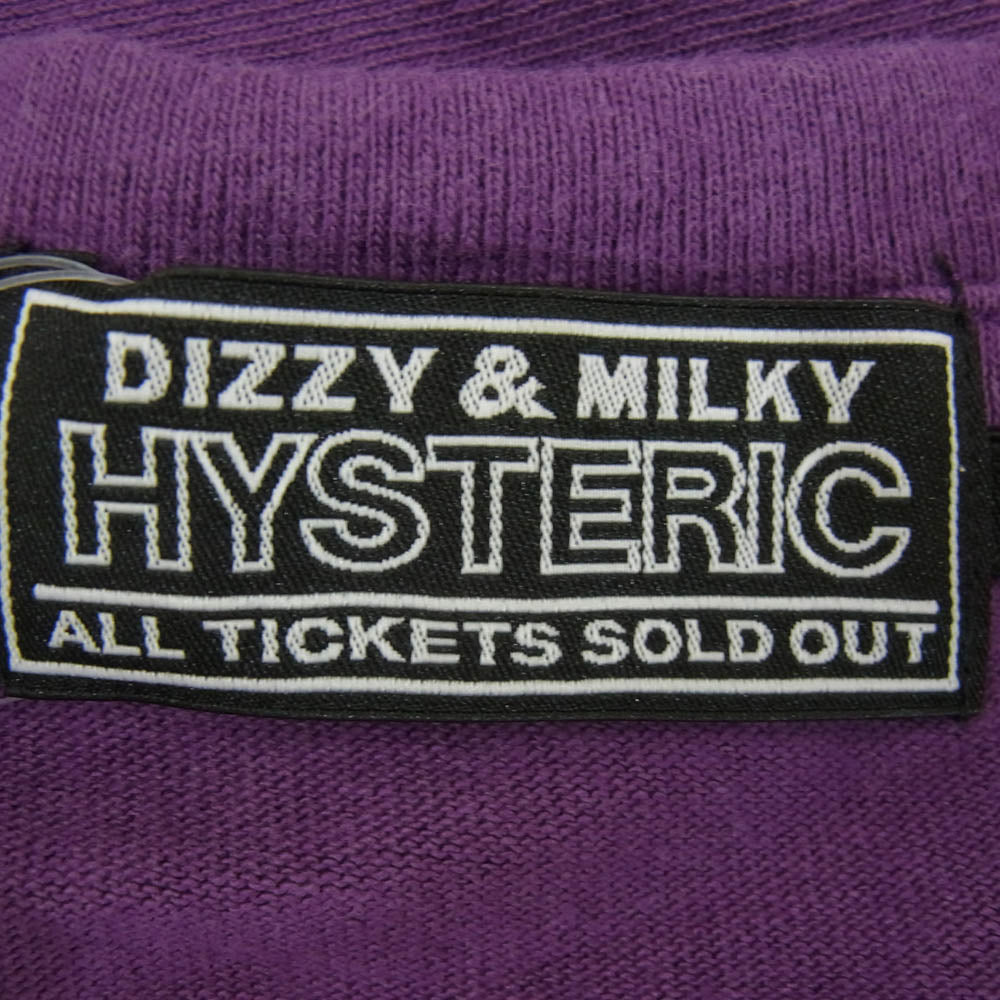 DIZZY & MILKY
HYSTERIC
ALL TICKETS SOLD OUT